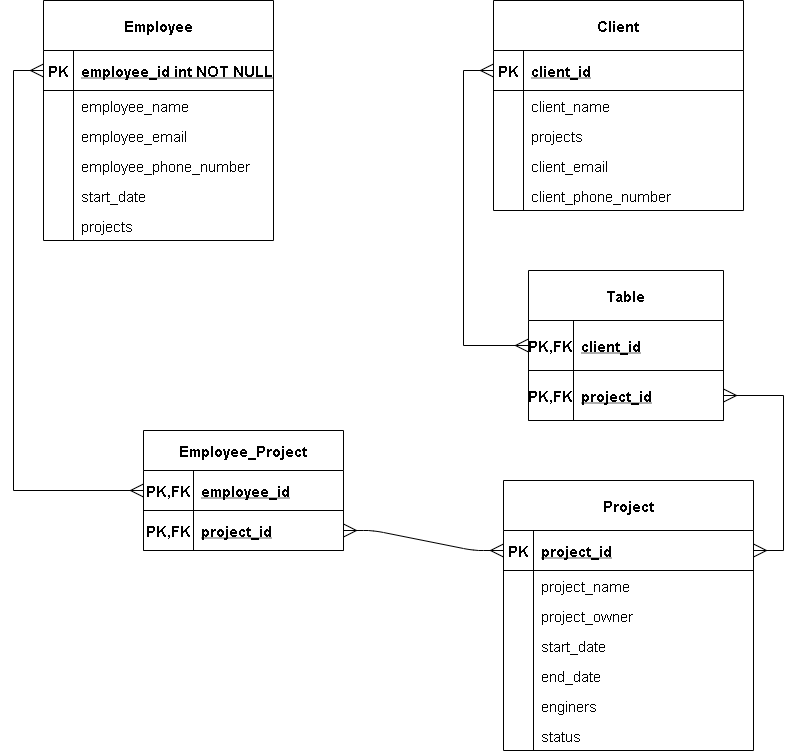 Employee
PK employee_id int NOT NULL
employee_name
employee_email
employee_phone_number
start_date
projects
Client
PK client_id
client_name
projects
client_email
client_phone_number
Table
PK,FK client_id
PK,FK project_id
Employee_Project
PK,FK employee_id
PK,FK project_id
Project
PK project_id
project_name
project_owner
start_date
end_date
enginers
status